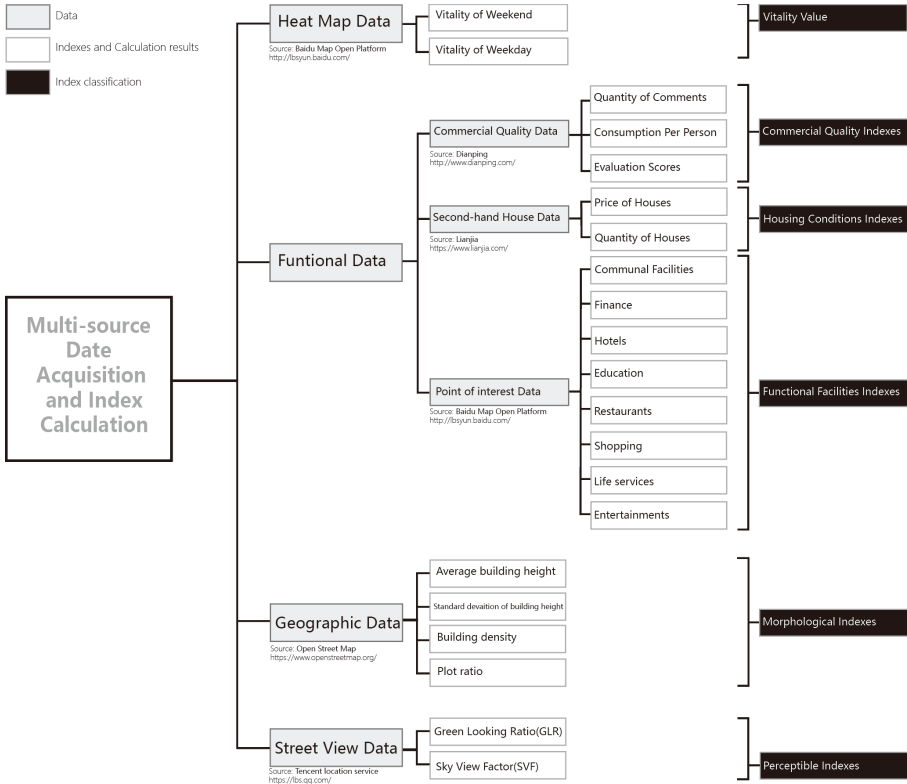 Data
Indexes and Calculation results
Index classification
Multi-source
Date
Acquisition
and Index
Calculation
Heat Map Data
Source: Baidu Map Open Platform
http://lbsyun.baidu.com/
Vitality of Weekend
Vitality of Weekday
Vitality Value
Funtional Data
Commercial Quality Data
Source: Dianping
http://www.dianping.com/
Quantity of Comments
Consumption Per Person
Evaluation Scores
Commercial Quality Indexes
Second-hand House Data
Source: Lianjia
https://www.lianjia.com/
Price of Houses
Quantity of Houses
Housing Conditions Indexes
Point of interest Data
Source: Baidu Map Open Platform
http://lbsyun.baidu.com/
Communal Facilities
Finance
Hotels
Education
Restaurants
Shopping
Life services
Entertainments
Functional Facilities Indexes
Geographic Data
Source: Open Street Map
https://www.openstreetmap.org/
Average building height
Standard devaition of building height
Building density
Plot ratio
Morphological Indexes
Street View Data
Source: Tencent location service
https://lbs.qq.com/
Green Looking Ratio(GLR)
Sky View Factor(SVF)
Perceptible Indexes